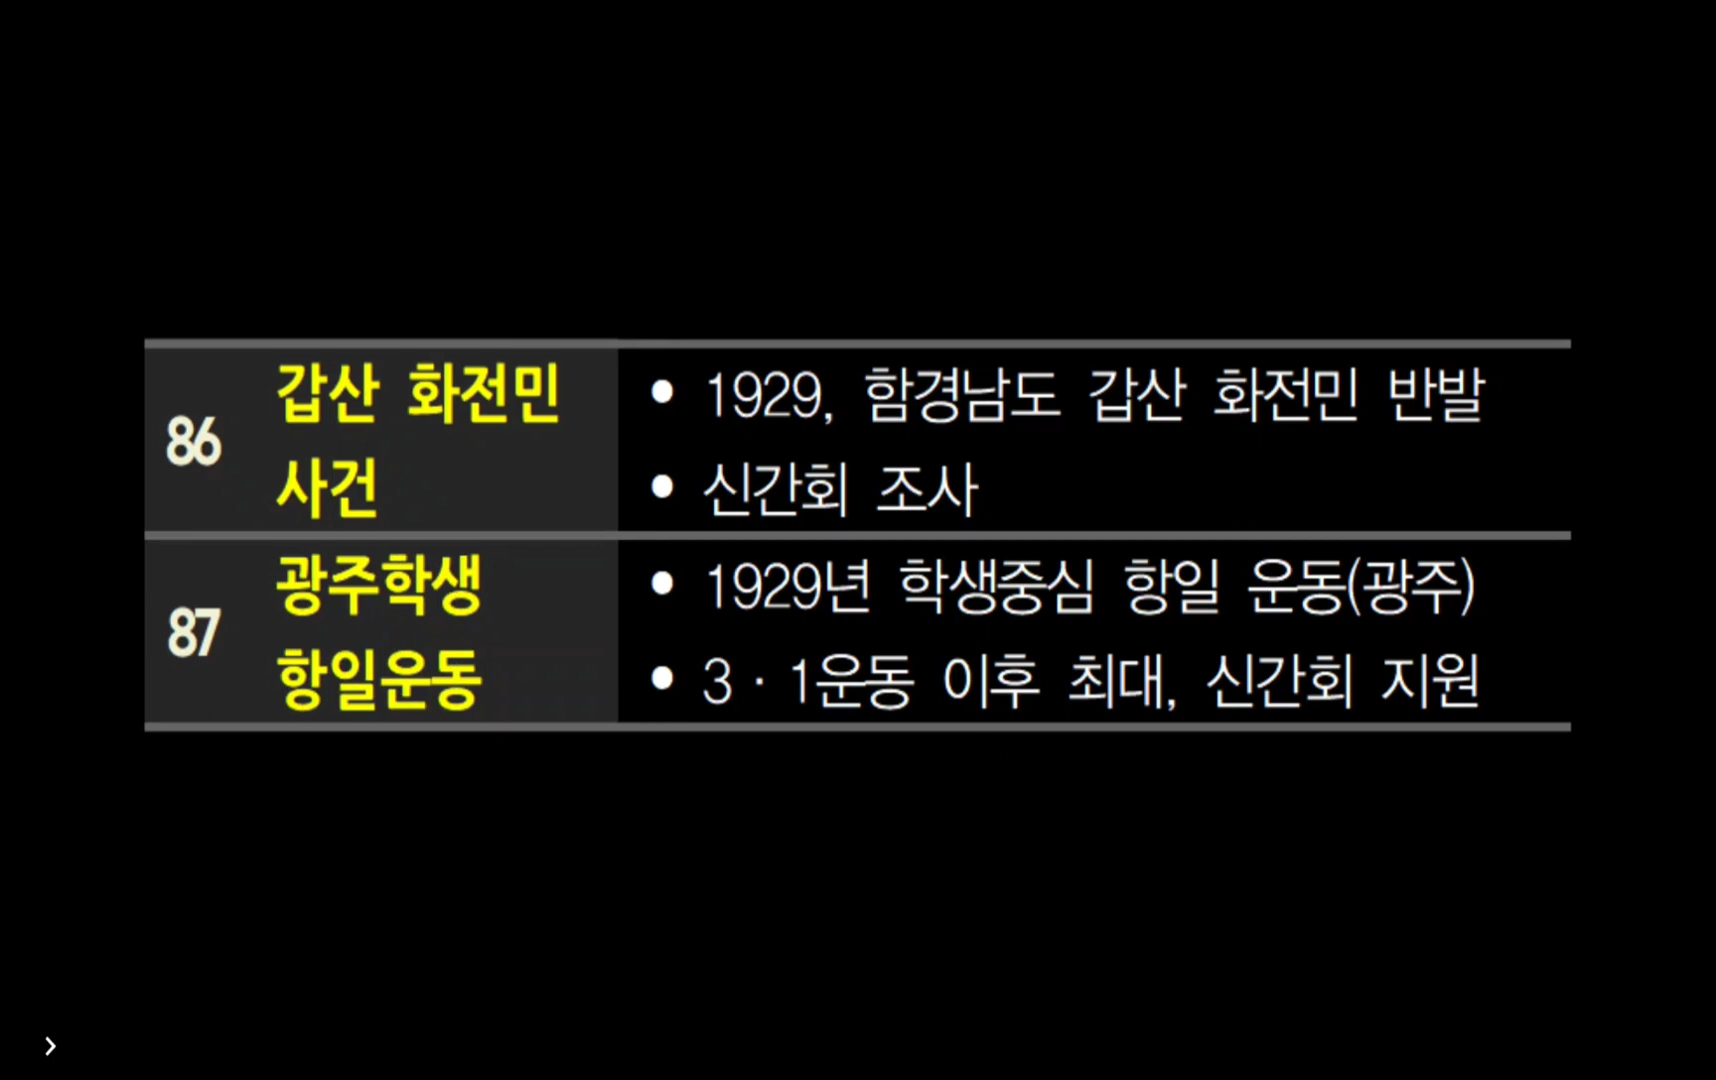 86
갑산 화전민
사건
• 1929, 함경남도 갑산 화전민 반발
• 신간회 조사
87
광주학생
항일운동
• 1929년 학생중심 항일 운동(광주)
• 3 · 1운동 이후 최대, 신간회 지원